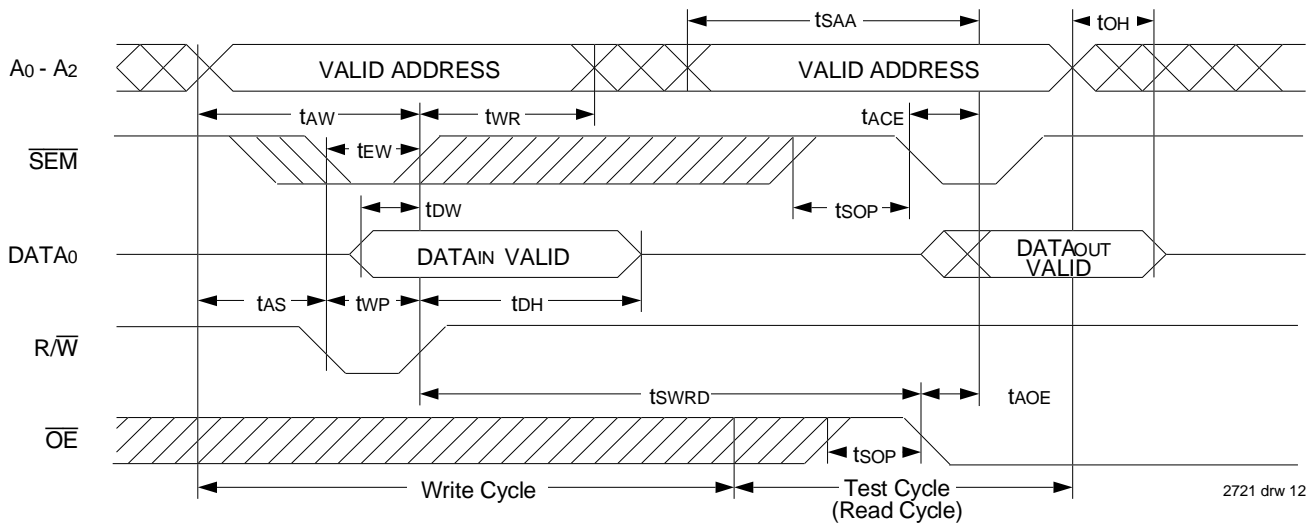 tSAA
tOH
A0 - A2
VALID ADDRESS
VALID ADDRESS
tAW
tWR
tACE
SEM
tEW
tSOP
tDW
DATA0
DATAIN VALID
DATAOUT
VALID
tAS
tWP
tDH
R/W
tSWRD
tAOE
OE
tSOP
Write Cycle
Test Cycle
(Read Cycle)
2721 drw 12